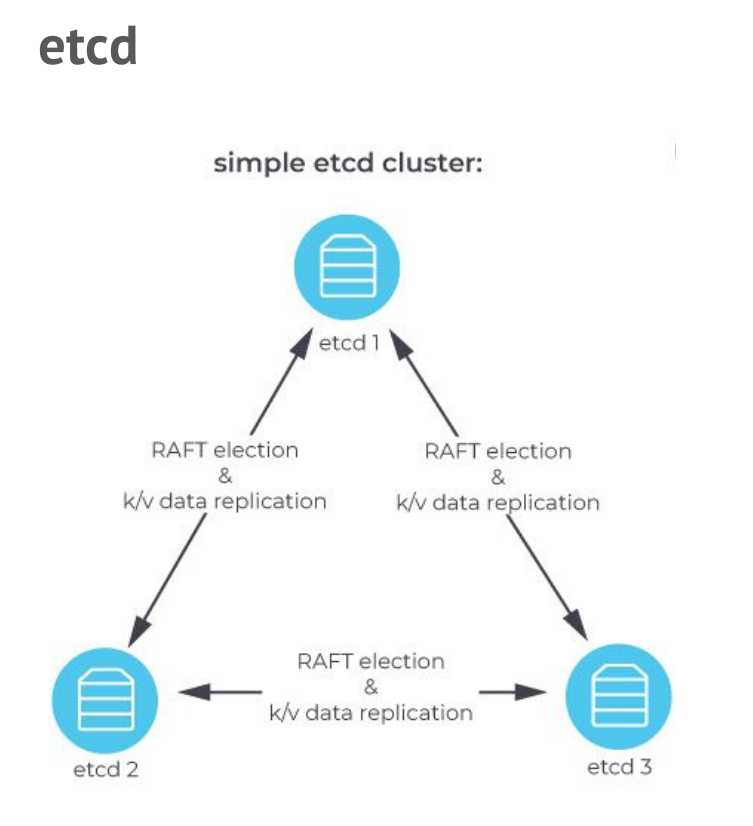 etcd
simple etcd cluster:
etcd 1
RAFT election
&
k/v data replication
RAFT election
&
k/v data replication
RAFT election
&
k/v data replication
etcd 2
etcd 3